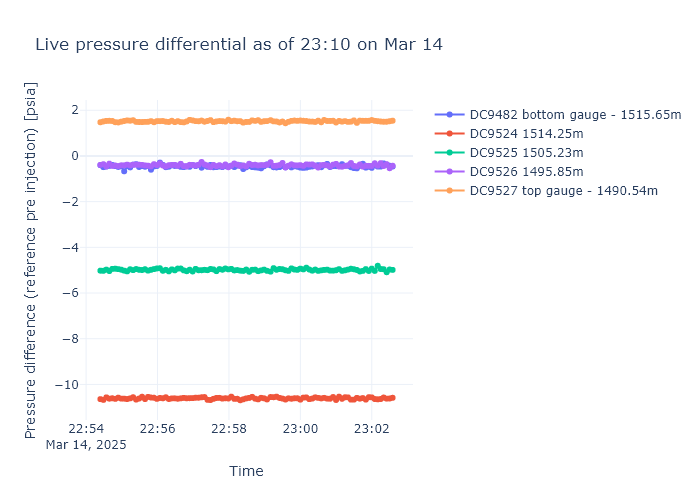 Live pressure differential as of 23:10 on Mar 14
Pressure difference (reference pre injection) [psia]
2
0
−2
−4
−6
−8
−10
22:54
Mar 14, 2025
22:56
22:58
23:00
23:02
Time
DC9482 bottom gauge - 1515.65m
DC9524 1514.25m
DC9525 1505.23m
DC9526 1495.85m
DC9527 top gauge - 1490.54m